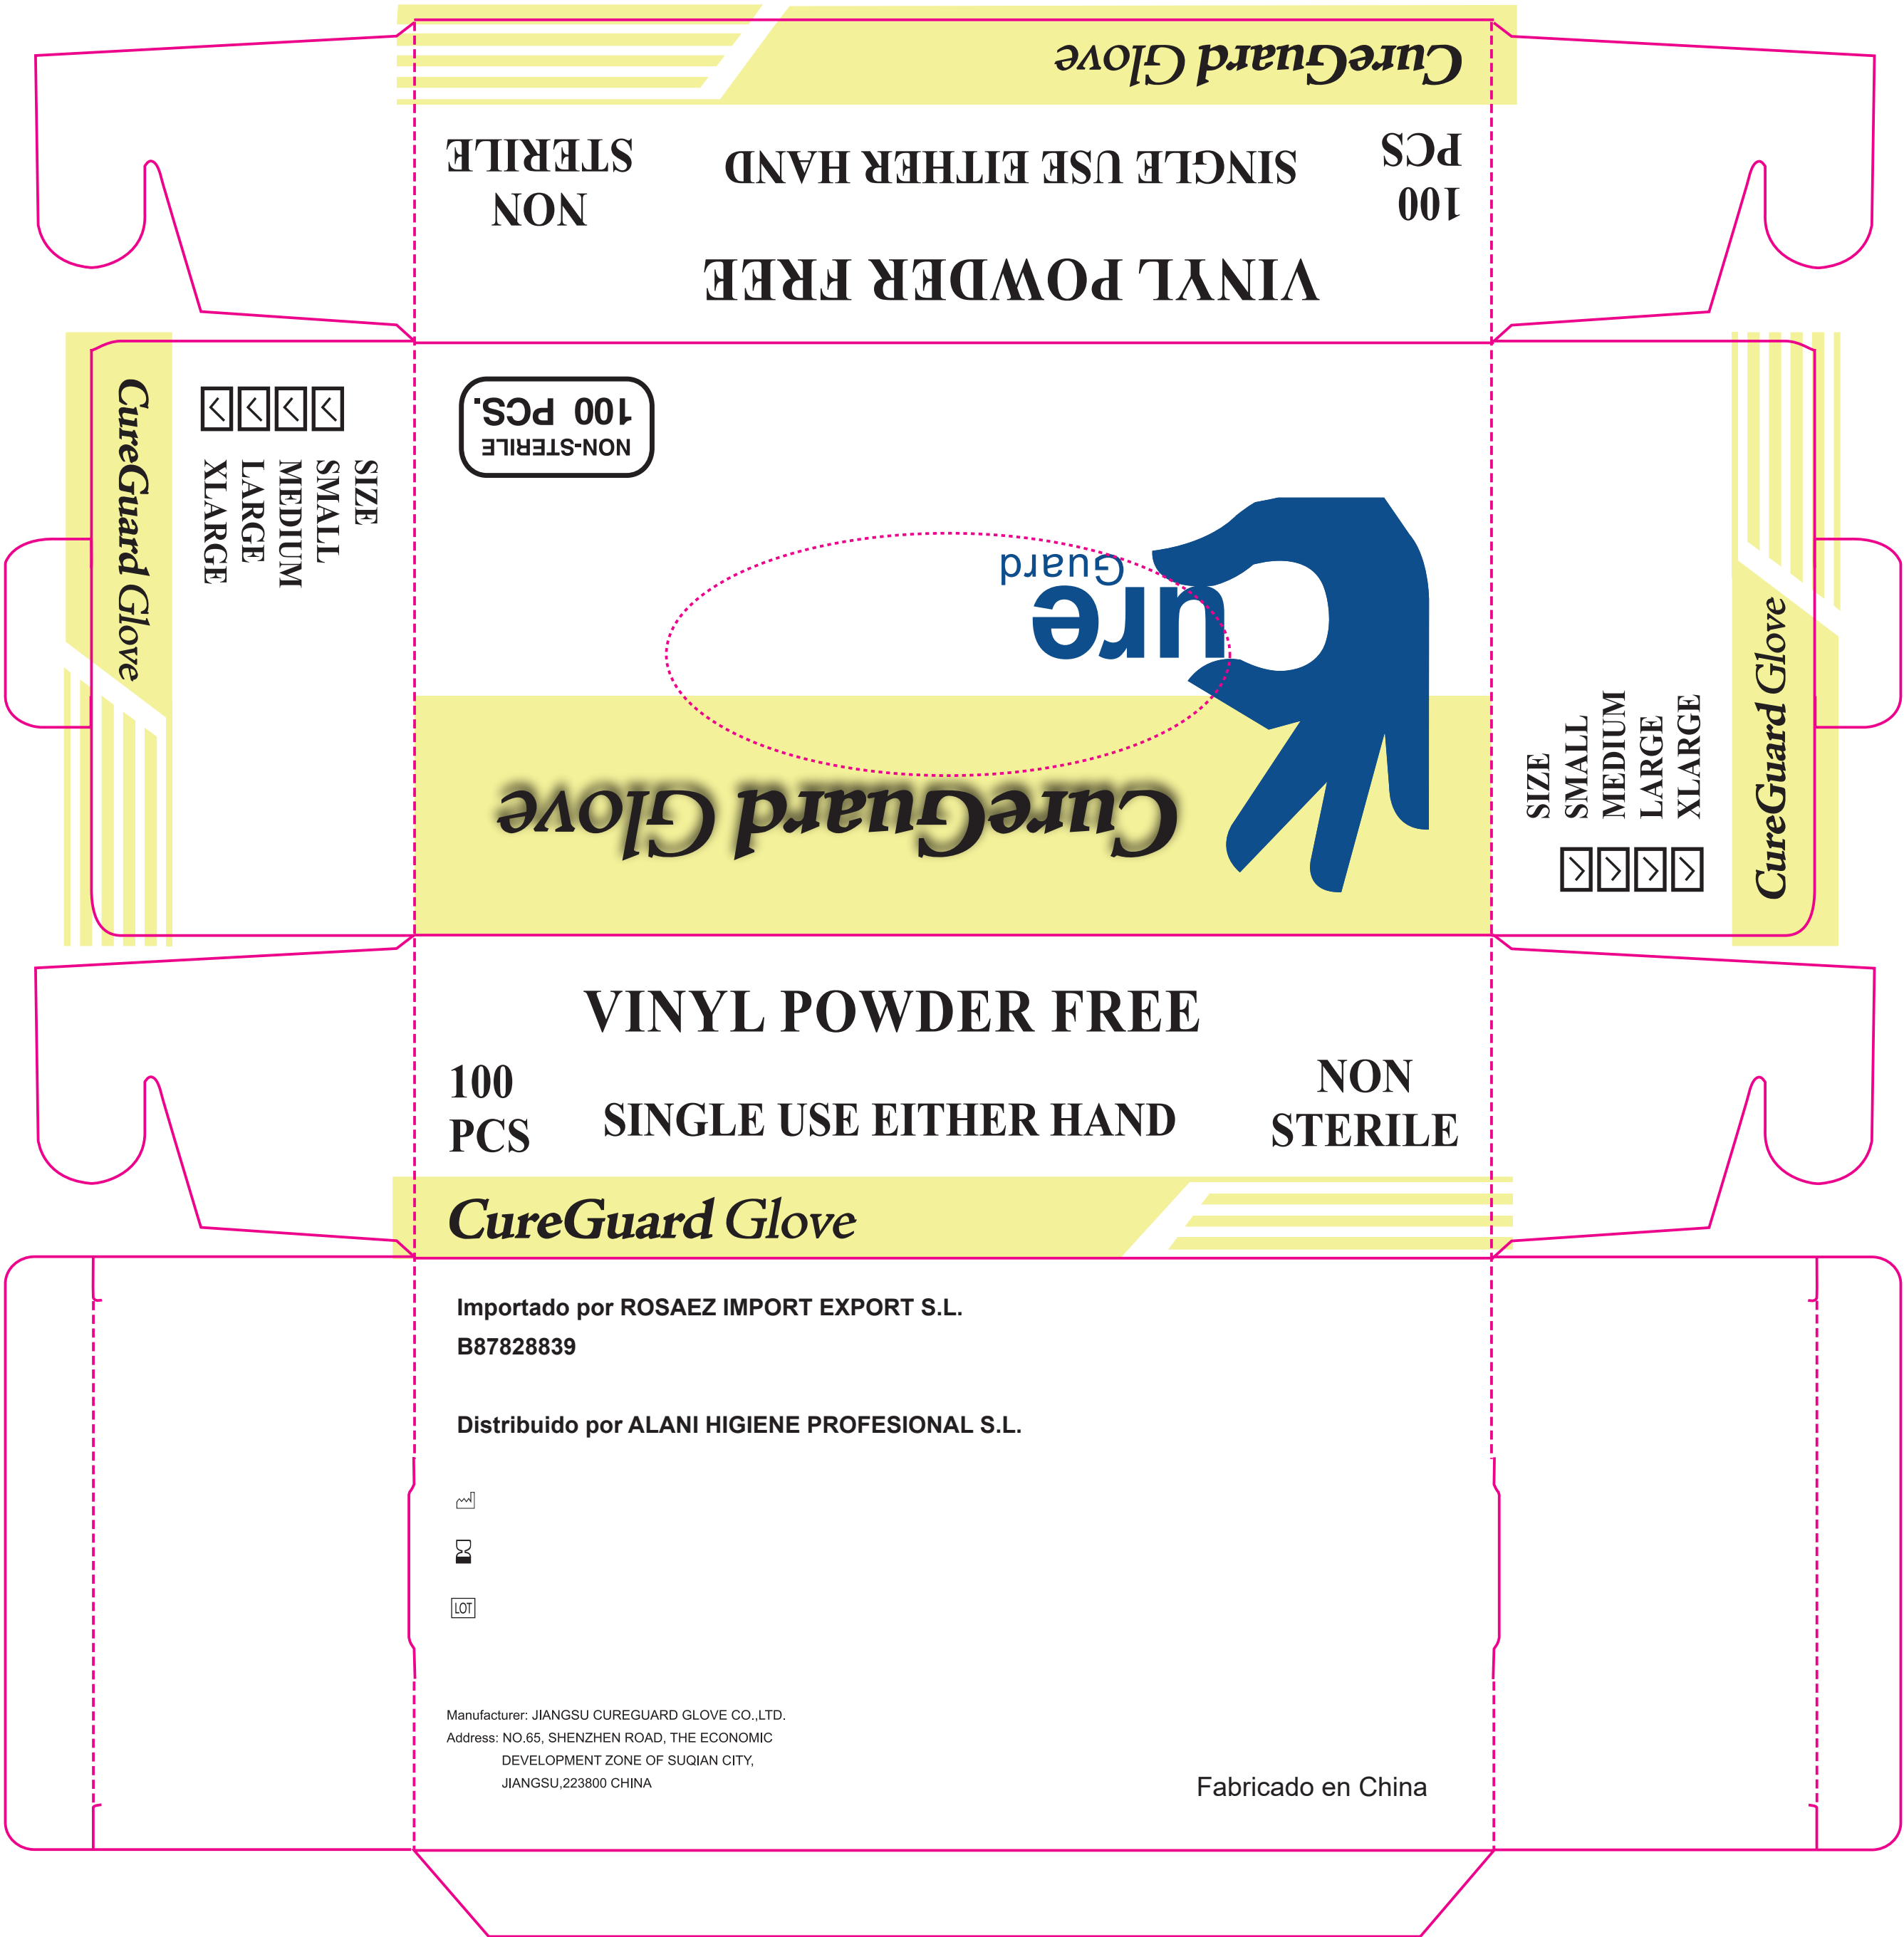 CureGuard Glove
100
PCS
SINGLE USE EITHER HAND
NON
STERILE
VINYL POWDER FREE
CureGuard Glove
SIZE
SMALL
MEDIUM
LARGE
XLARGE
NON-STERILE
100 PCS.
ure
Guard
CureGuard Glove
SIZE
SMALL
MEDIUM
LARGE
XLARGE
CureGuard Glove
VINYL POWDER FREE
100
PCS
SINGLE USE EITHER HAND
NON
STERILE
CureGuard Glove
Importado por ROSAEZ IMPORT EXPORT S.L.
B87828839
Distribuido por ALANI HIGIENE PROFESIONAL S.L.
LOT
Manufacturer: JIANGSU CUREGUARD GLOVE CO.,LTD.
Address: NO.65, SHENZHEN ROAD, THE ECONOMIC
DEVELOPMENT ZONE OF SUQIAN CITY,
JIANGSU,223800 CHINA
Fabricado en China